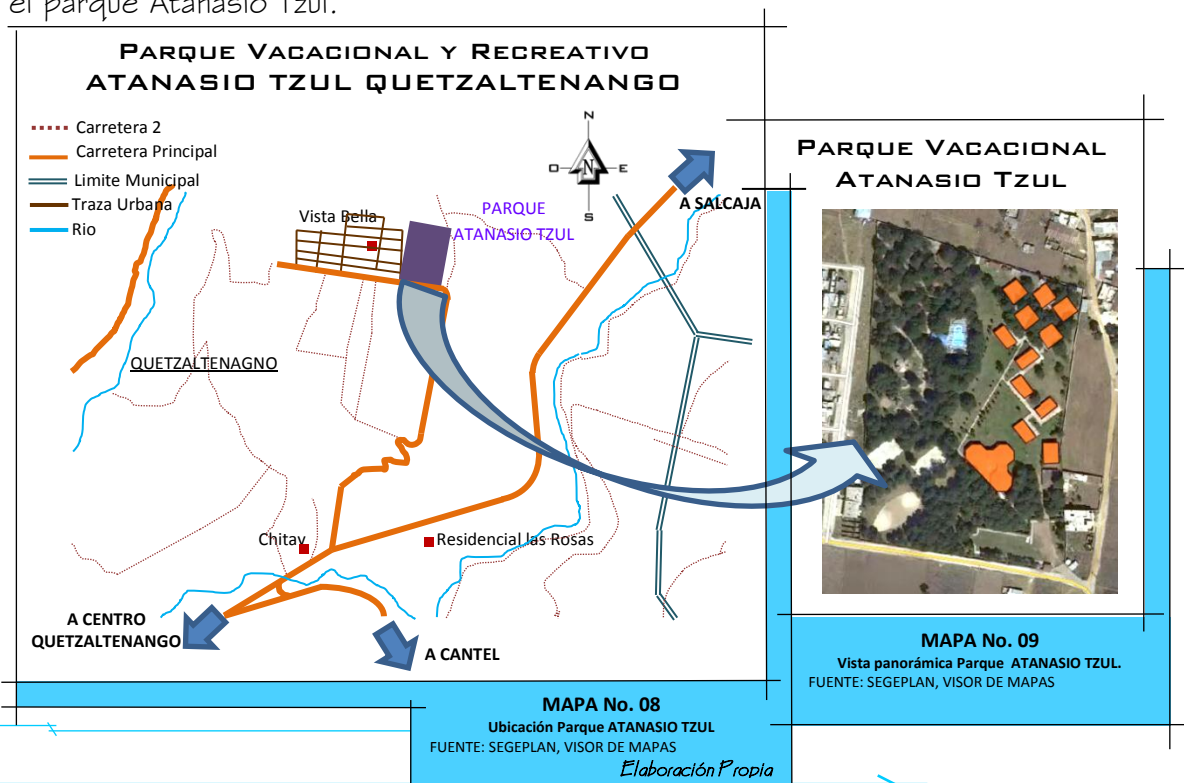 el parque Atanasio Tzul.
PARQUE VACACIONAL Y RECREATIVO
ATANASIO TZUL QUETZALTENANGO
Carretera 2
Carretera Principal
Limite Municipal
Traza Urbana
Rio
N
O
N
E
S
A SALCAJA
Vista Bella
PARQUE
ATANASIO TZUL
QUETZALTENAGNO
Chitay
Residencial las Rosas
A CENTRO
QUETZALTENANGO
A CANTEL
MAPA No. 08
Ubicación Parque ATANASIO TZUL
FUENTE: SEGEPLAN, VISOR DE MAPAS
Elaboración Propia
PARQUE VACACIONAL
ATANASIO TZUL
MAPA No. 09
Vista panorámica Parque ATANASIO TZUL.
FUENTE: SEGEPLAN, VISOR DE MAPAS